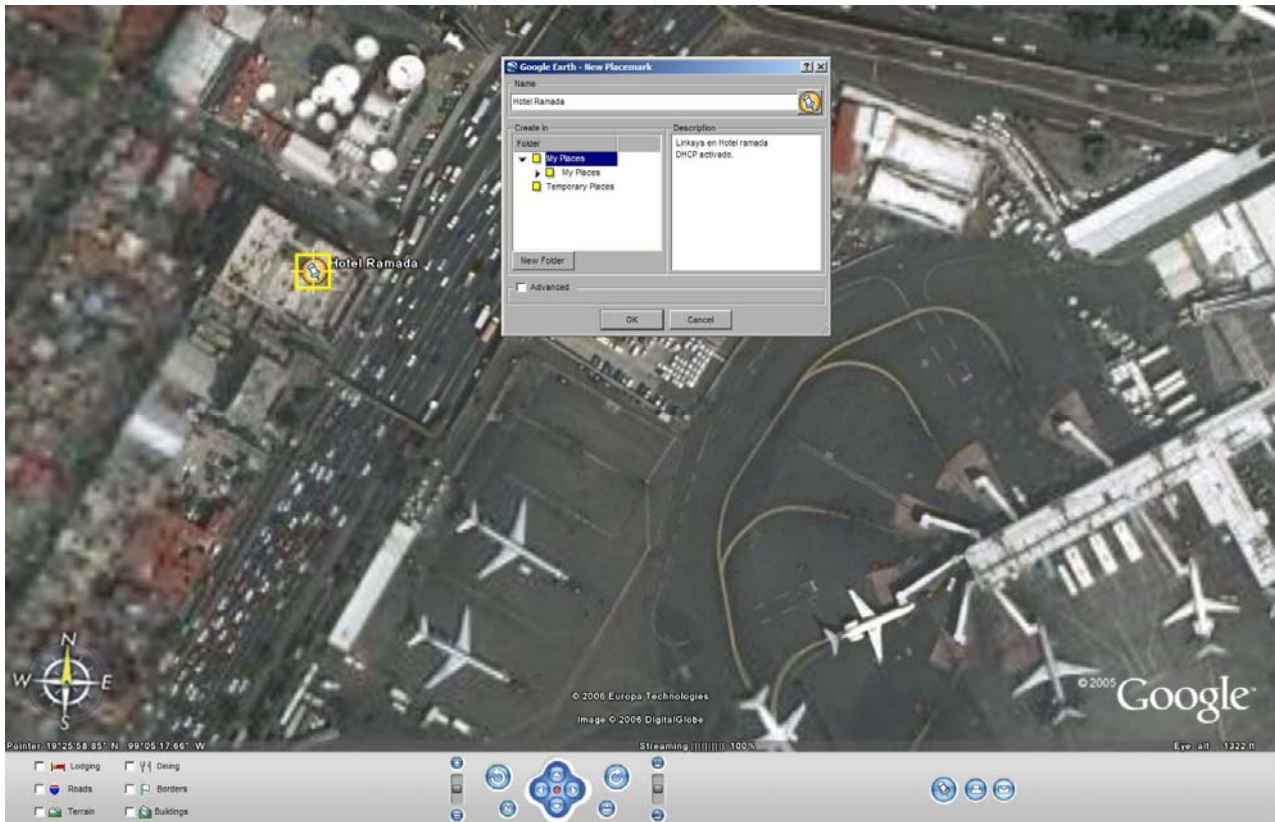 Google Earth - New Placemark
Name
Hotel Ramada
Create In
Description
Folder
My Places
My Places
Temporary Places
Linksys en Hotel ramada
DHCP activado.
New Folder
Advanced
OK
Cancel
Hotel Ramada
N
W E
S
© 2006 Europa Technologies
Image © 2006 DigitalGlobe
©2005 Google
Pointer 19°25'58.85" N 99°05'17.66" W
Streaming |||||||||| 100%
Eye alt 1322 ft
Lodging
Dining
Roads
Borders
Terrain
Buildings